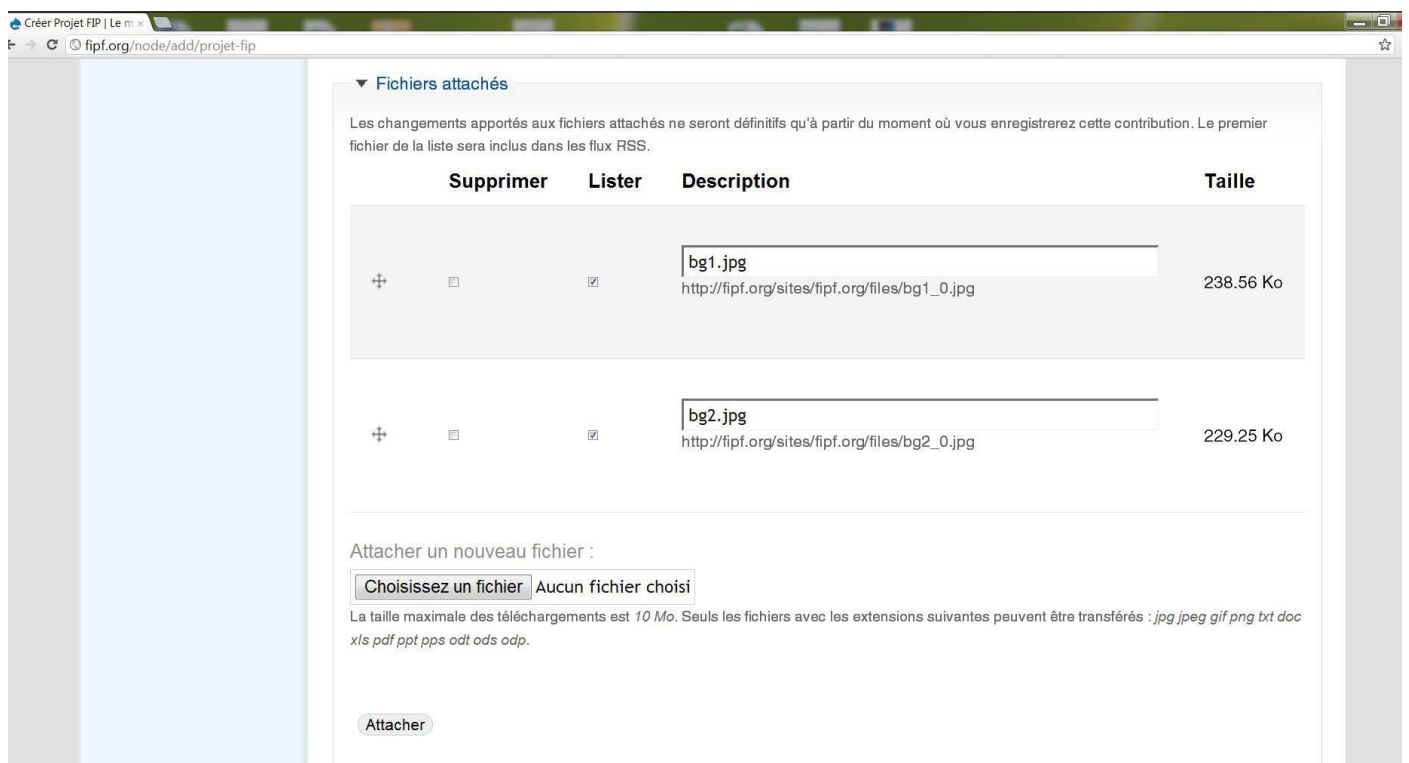 Créer Projet FIP | Le m
fipf.org/node/add/projet-fip
Fichiers attachés
Les changements apportés aux fichiers attachés ne seront définitifs qu'à partir du moment où vous enregistrerez cette contribution. Le premier
fichier de la liste sera inclus dans les flux RSS.
Supprimer Lister Description Taille
bg1.jpg
http://fipf.org/sites/fipf.org/files/bg1_0.jpg
238.56 Ko
bg2.jpg
http://fipf.org/sites/fipf.org/files/bg2_0.jpg
229.25 Ko
Attacher un nouveau fichier :
Choisissez un fichier Aucun fichier choisi
La taille maximale des téléchargements est 10 Mo. Seuls les fichiers avec les extensions suivantes peuvent être transférés : jpg jpeg gif png txt doc
xls pdf ppt pps odt ods odp.
Attacher